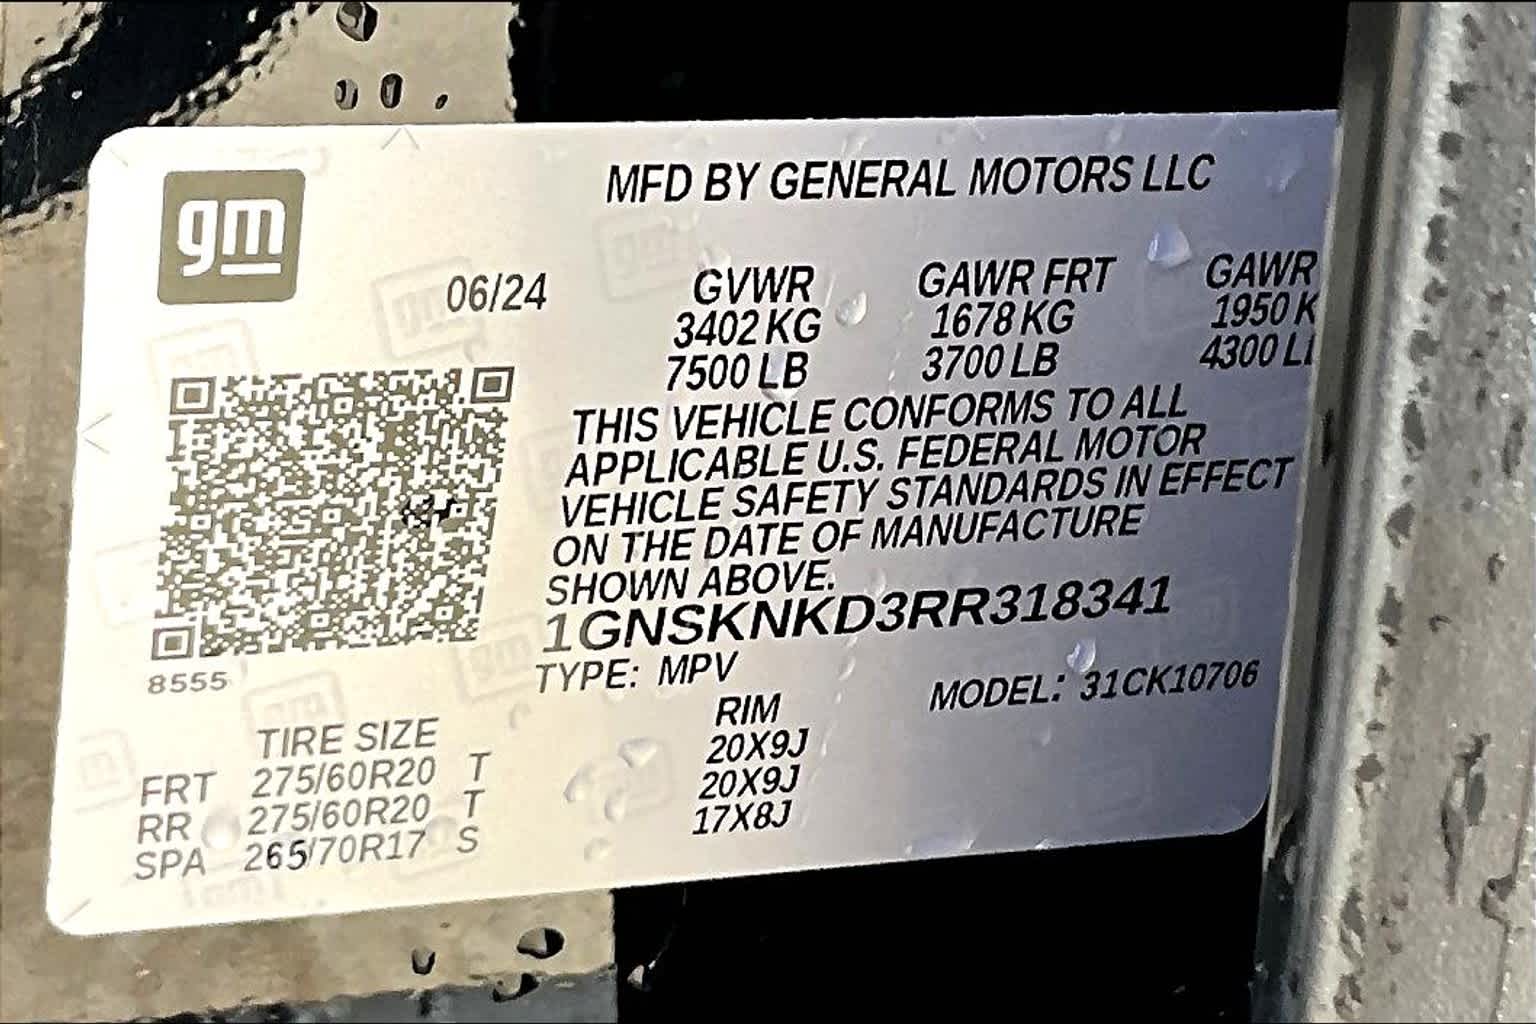 gm
MFD BY GENERAL MOTORS LLC
06/24
GVWR GAWR FRT GAWR
3402 KG 1678 KG 1950 K
7500 LB 3700 LB 4300 L
THIS VEHICLE CONFORMS TO ALL
APPLICABLE U.S. FEDERAL MOTOR
VEHICLE SAFETY STANDARDS IN EFFECT
ON THE DATE OF MANUFACTURE
SHOWN ABOVE.
1GNSKNKD3RR318341
8555
TYPE: MPV MODEL: 31CK10706
TIRE SIZE RIM
FRT 275/60R20 T 20X9J
RR 275/60R20 T 20X9J
SPA 265/70R17 S 17X8J